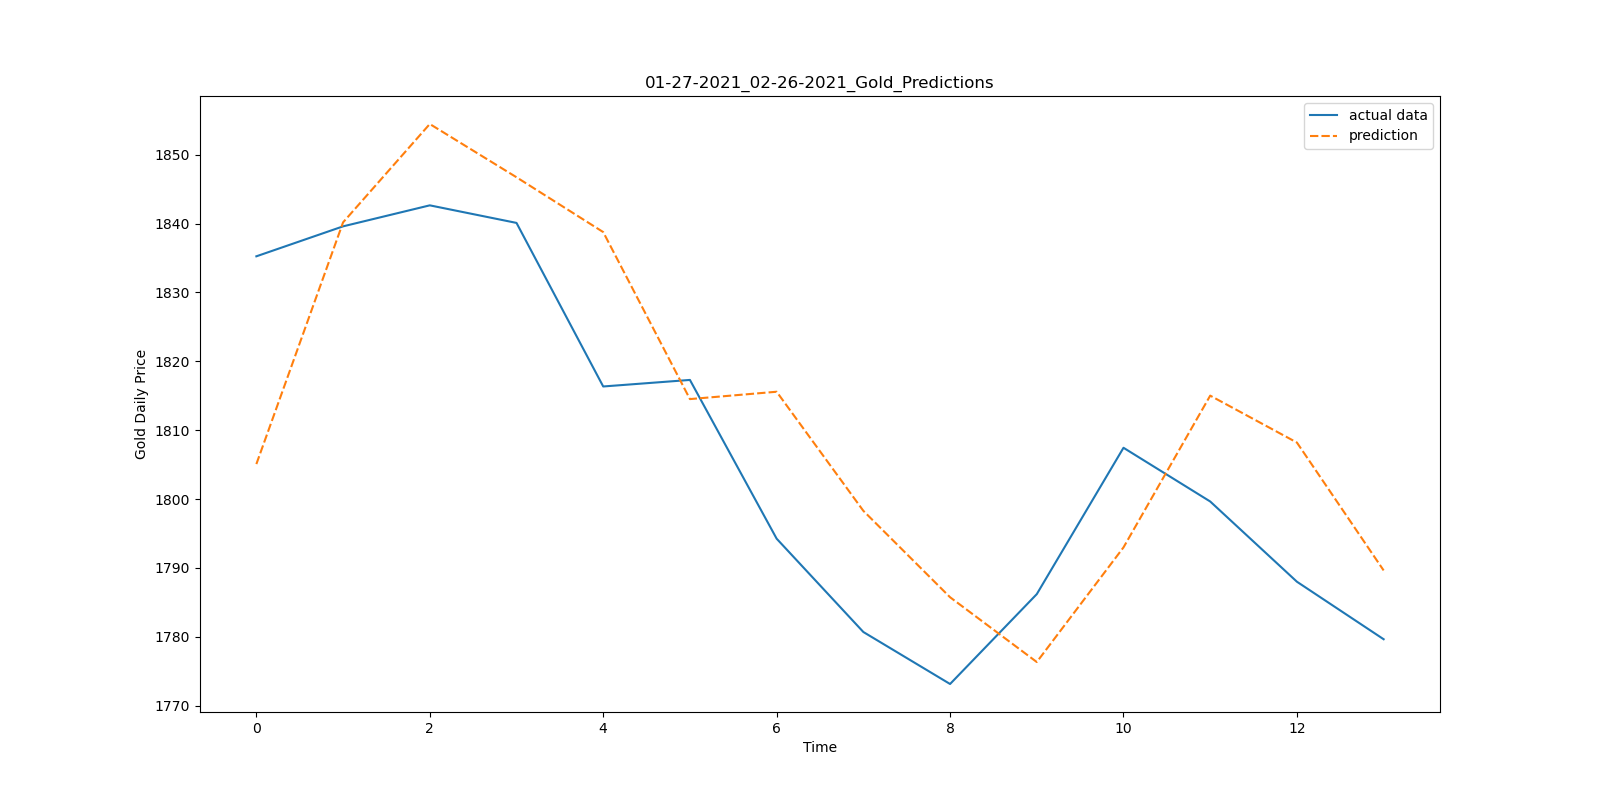 01-27-2021_02-26-2021_Gold_Predictions
actual data
prediction
Gold Daily Price
1850
1840
1830
1820
1810
1800
1790
1780
1770
0 2 4 6 8 10 12
Time